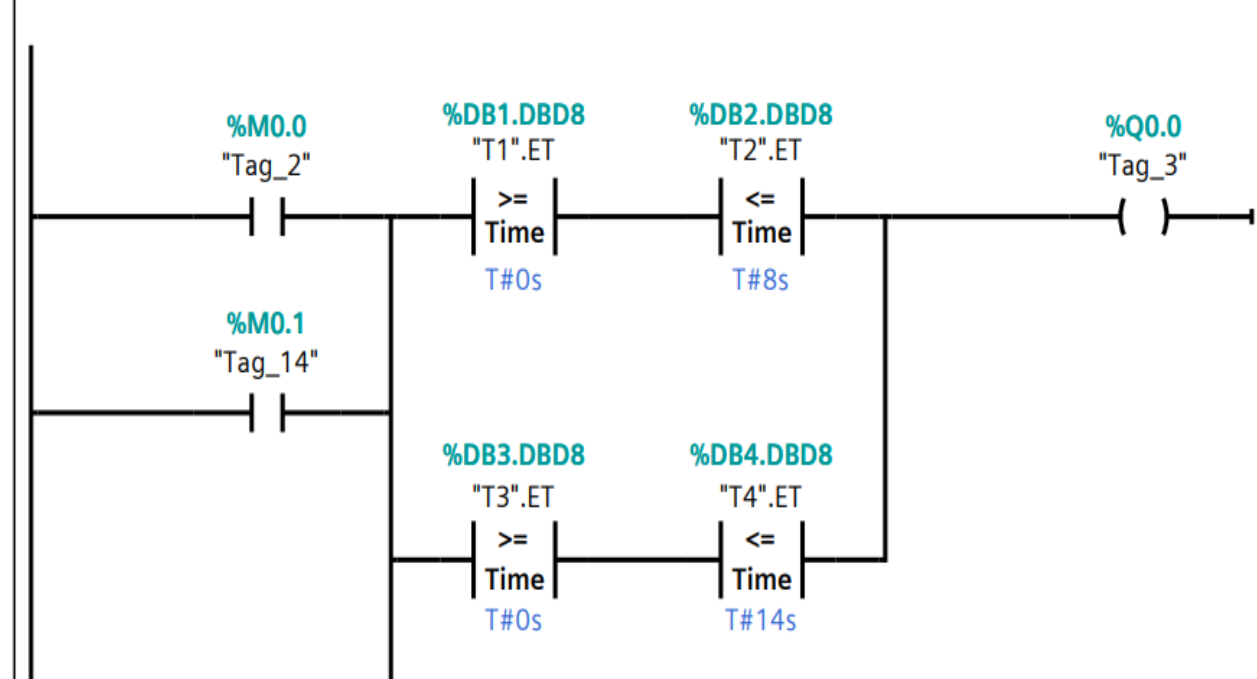 %M0.0
"Tag_2"
%DB1.DBD8
"T1".ET
>=
Time
T#0s
%DB2.DBD8
"T2".ET
<=
Time
T#8s
%Q0.0
"Tag_3"
%M0.1
"Tag_14"
%DB3.DBD8
"T3".ET
>=
Time
T#0s
%DB4.DBD8
"T4".ET
<=
Time
T#14s